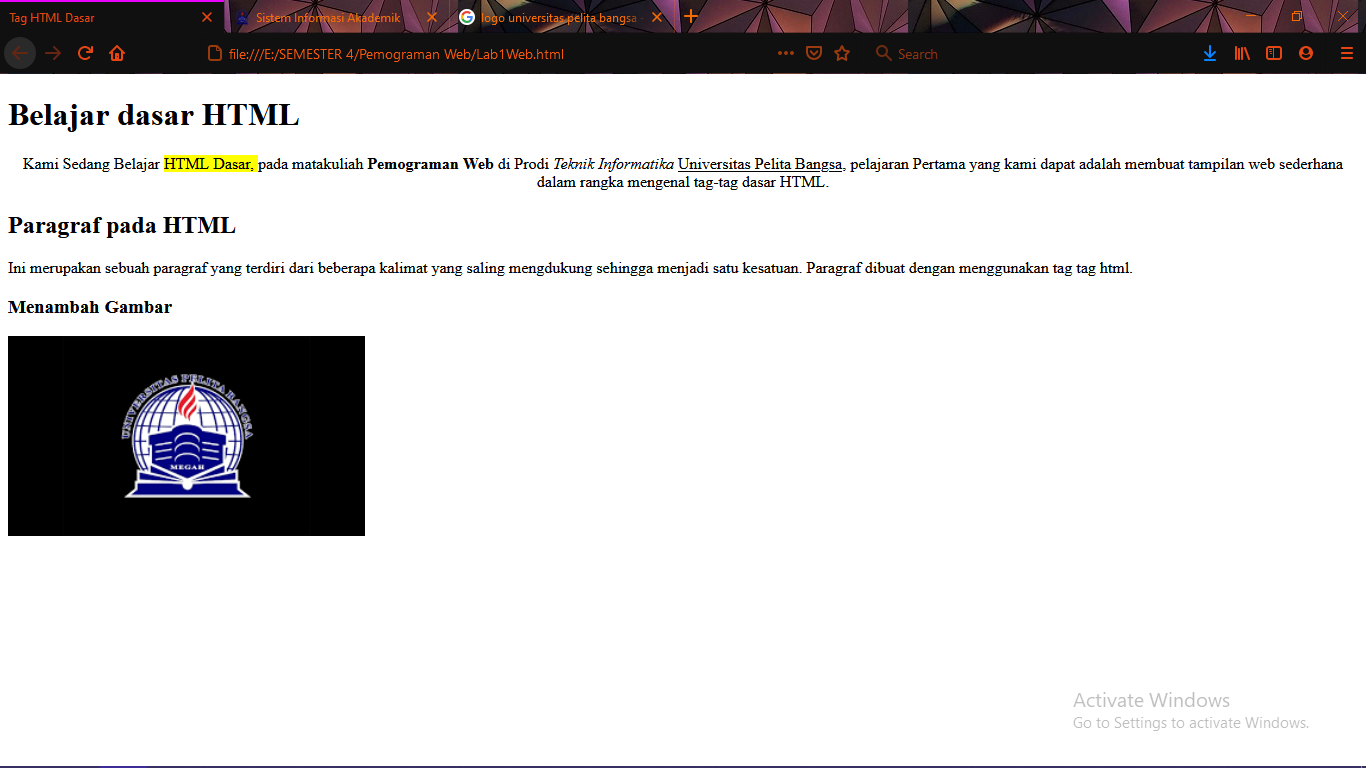 Tag HTML Dasar
Sistem Informasi Akademik
logo universitas pelita bangsa
file:///E:/SEMESTER 4/Pemograman Web/Lab1Web.html
Search
Belajar dasar HTML
Kami Sedang Belajar HTML Dasar, pada matakuliah Pemograman Web di Prodi Teknik Informatika Universitas Pelita Bangsa, pelajaran Pertama yang kami dapat adalah membuat tampilan web sederhana
dalam rangka mengenal tag-tag dasar HTML.
Paragraf pada HTML
Ini merupakan sebuah paragraf yang terdiri dari beberapa kalimat yang saling mengdukung sehingga menjadi satu kesatuan. Paragraf dibuat dengan menggunakan tag tag html.
Menambah Gambar
UNIVERSITAS PELITA BANGSA
MEGAH
Activate Windows
Go to Settings to activate Windows.